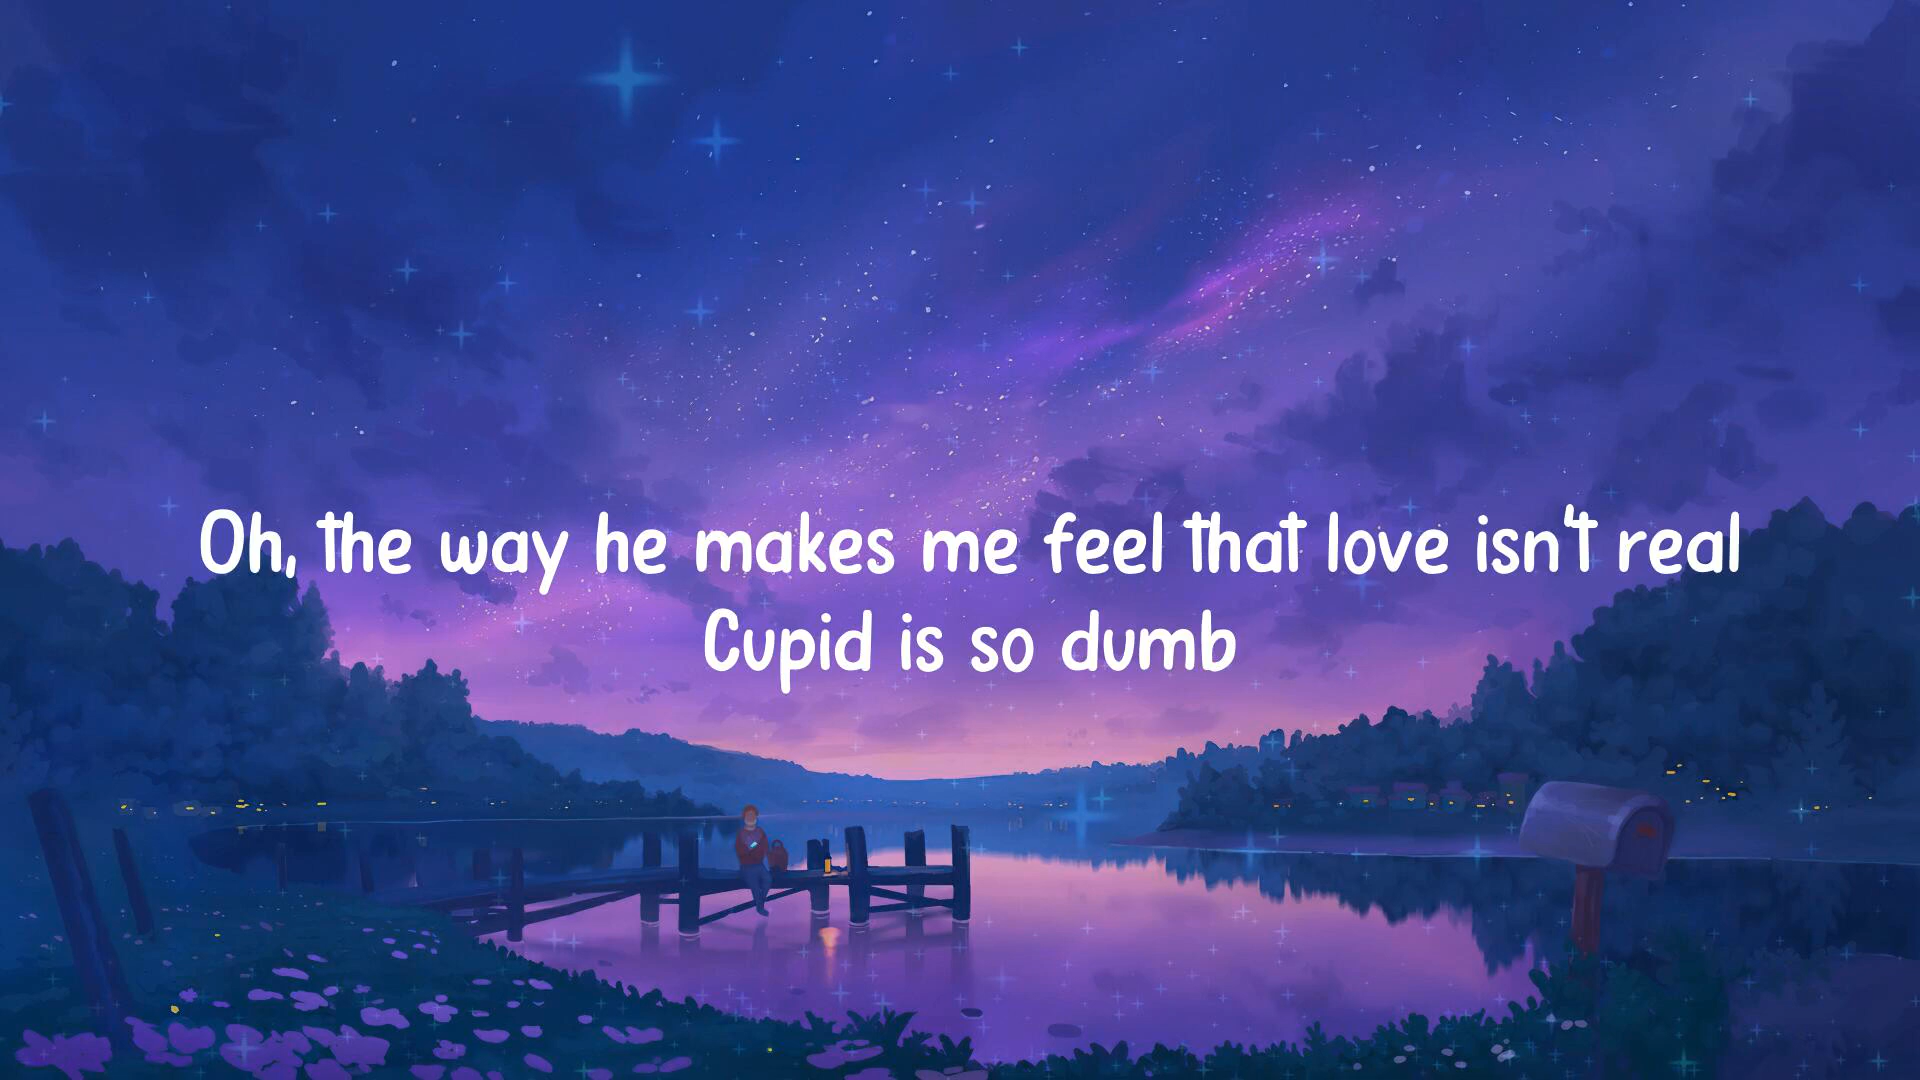 Oh, the way he makes me feel that love isn't real
Cupid is so dumb